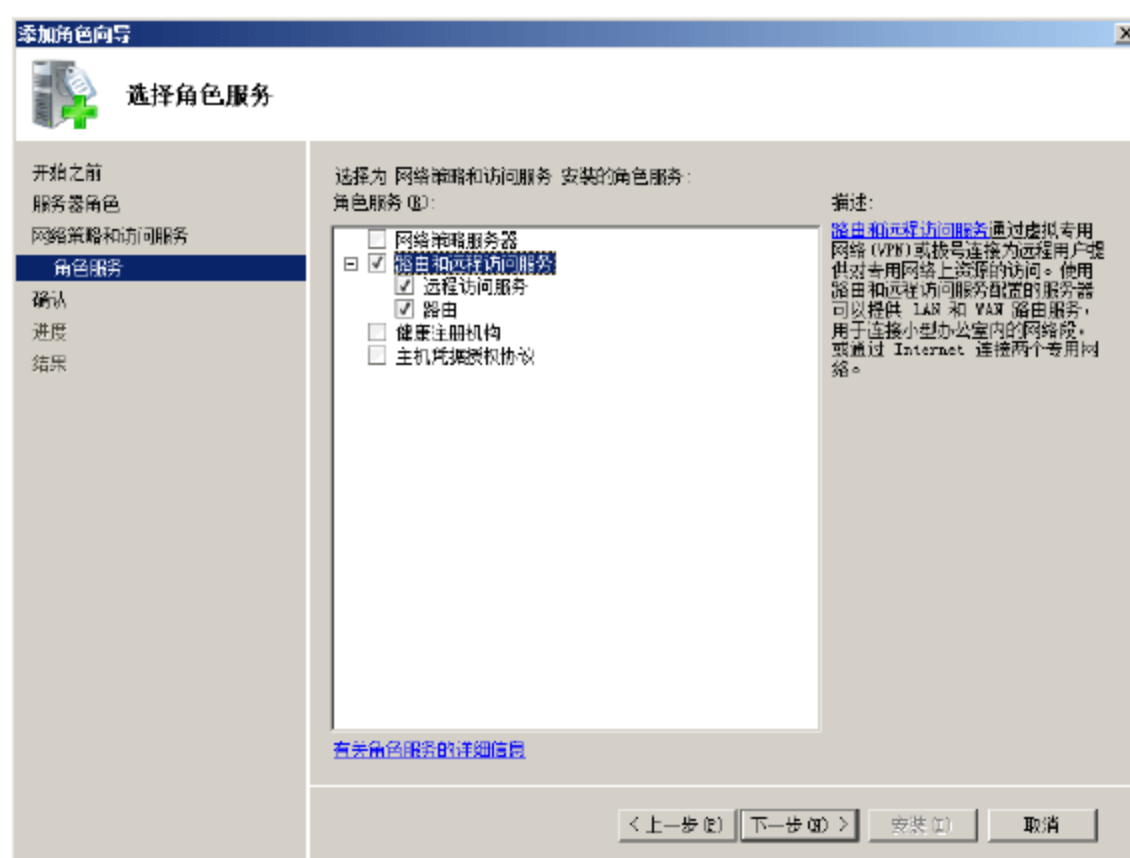 添加角色向导
选择角色服务
开始之前
服务器角色
网络策略和访问服务
角色服务
确认
进度
结果
选择为 网络策略和访问服务 安装的角色服务:
角色服务(R):
网络策略服务器
路由和远程访问服务
远程访问服务
路由
健康注册机构
主机凭据授权协议
有关角色服务的详细信息
描述:
路由和远程访问服务通过虚拟专用
网络(VPN)或拨号连接为远程用户提
供对专用网络上资源的访问。使用
路由和远程访问服务配置的服务器
可以提供 LAN 和 WAN 路由服务,
用于连接小型办公室内的网络段,
或通过 Internet 连接两个专用网
络。
< 上一步(P)
下一步(N) >
安装(I)
取消